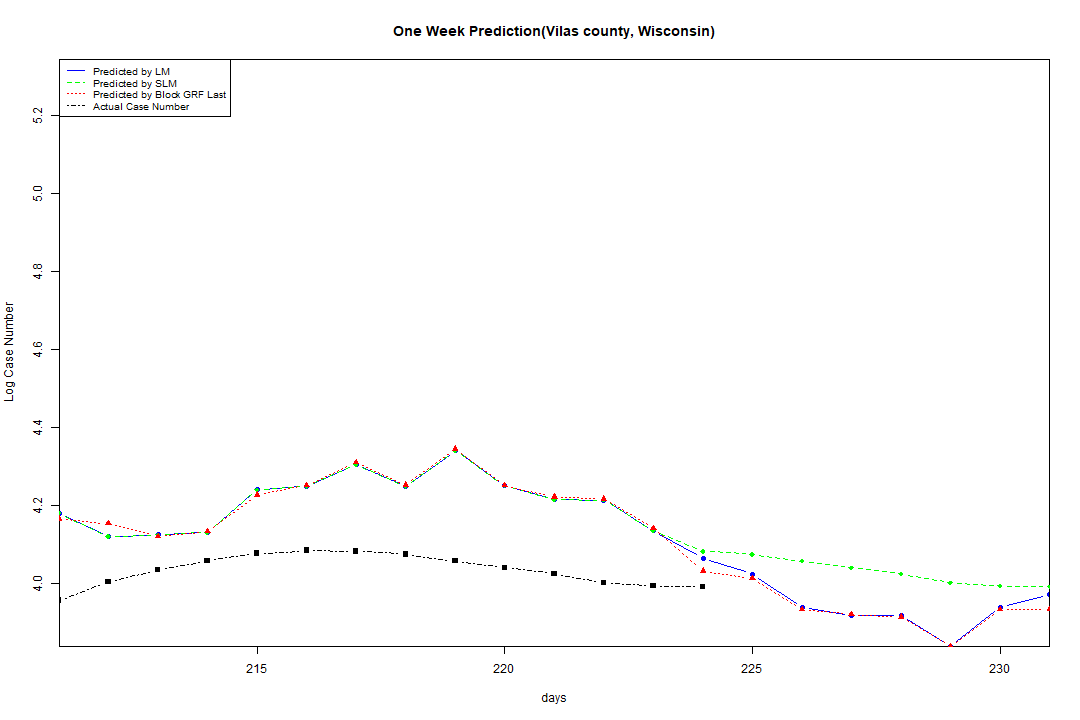 One Week Prediction(Vilas county, Wisconsin)
Predicted by LM
Predicted by SLM
Predicted by Block GRF Last
Actual Case Number
5.2
5.0
4.8
4.6
4.4
4.2
4.0
Log Case Number
215 220 225 230
days